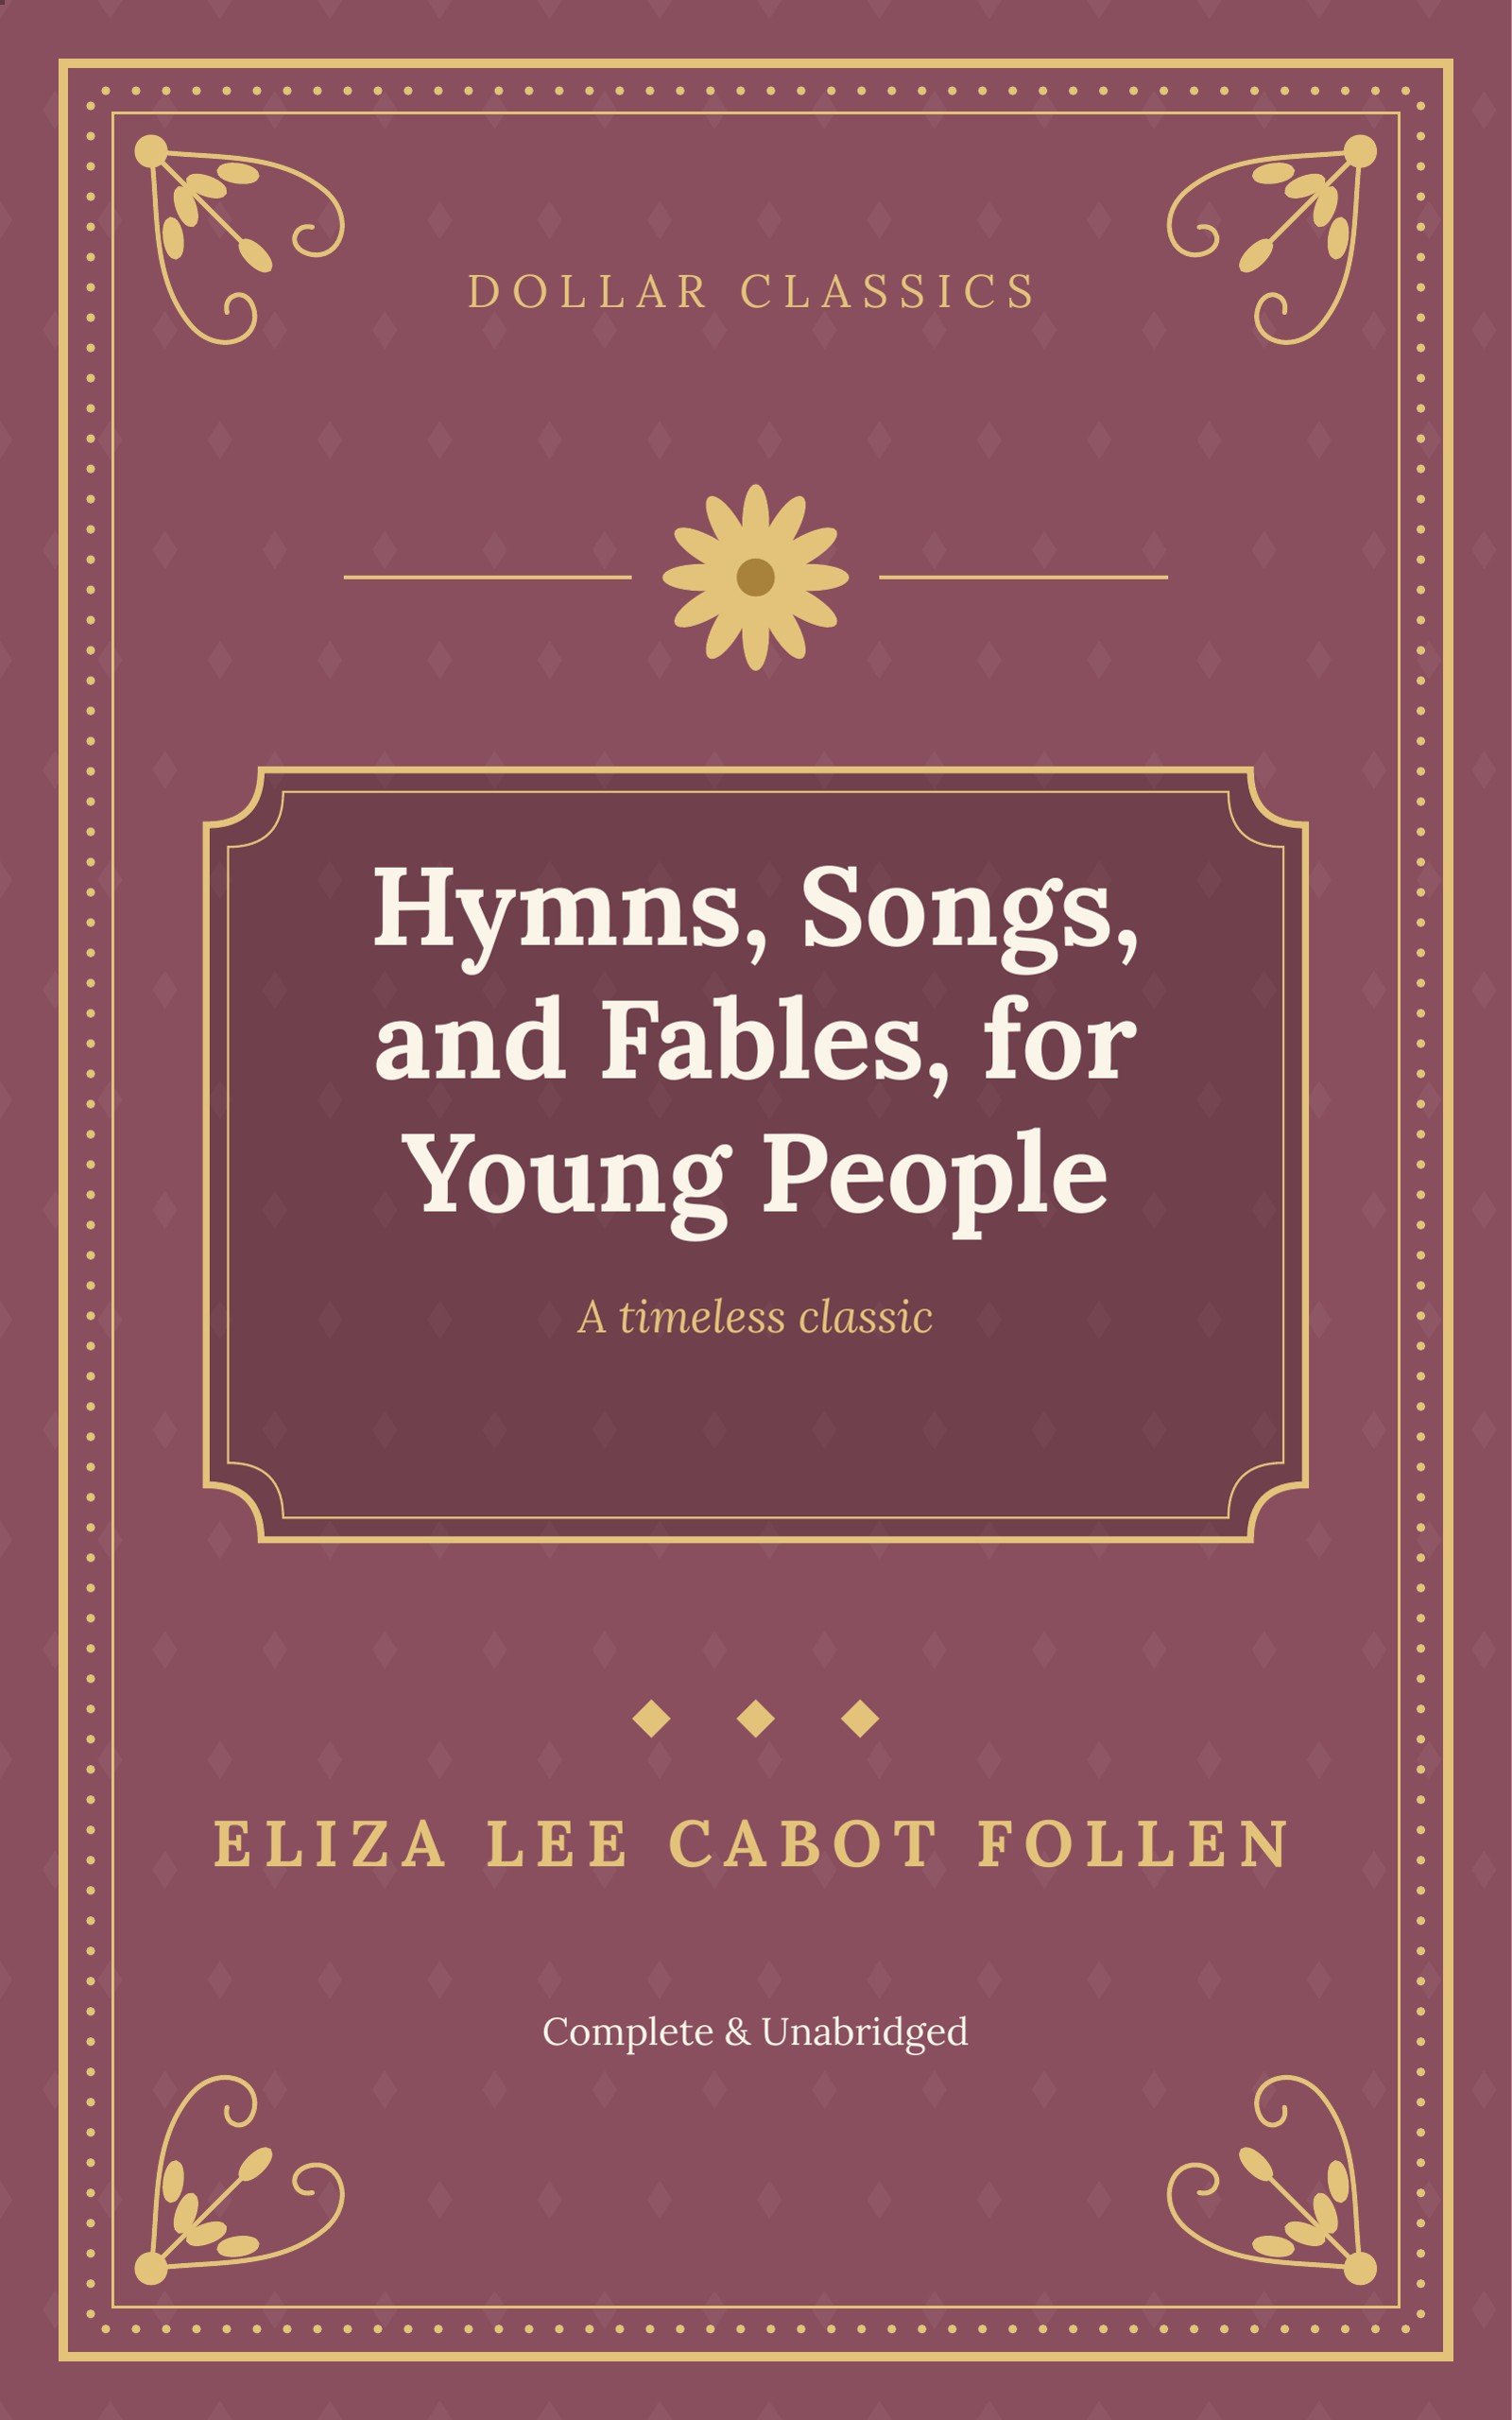 DOLLAR CLASSICS
Hymns, Songs,
and Fables, for
Young People
A timeless classic
ELIZA LEE CABOT FOLLEN
Complete & Unabridged